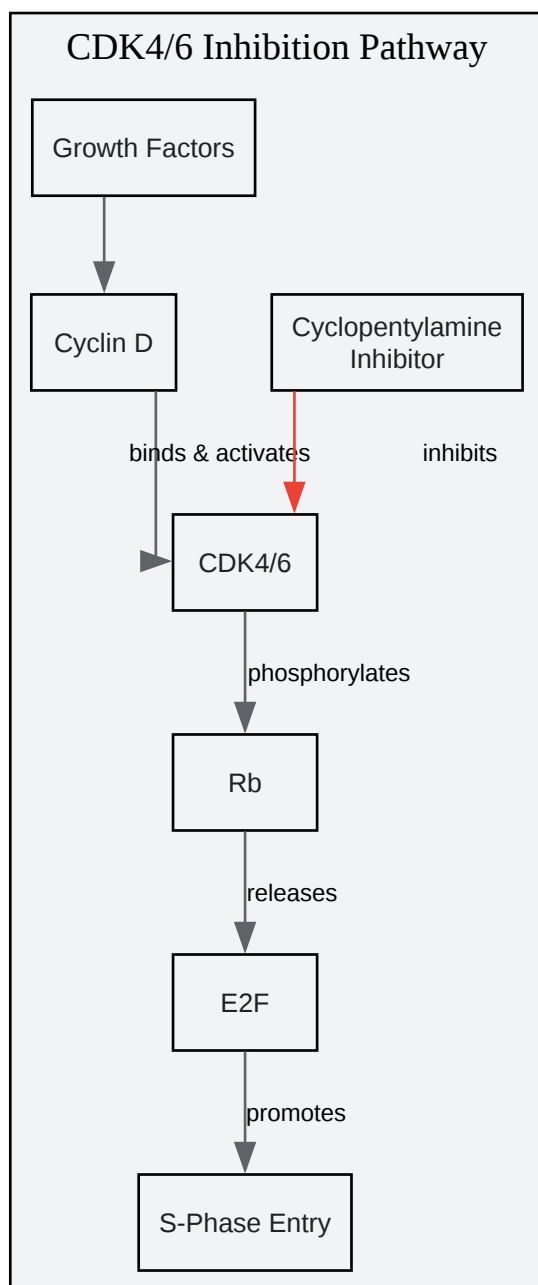 CDK4/6 Inhibition Pathway
Growth Factors
Cyclin D
Cyclopentylamine
Inhibitor
binds & activates
inhibits
CDK4/6
phosphorylates
Rb
releases
E2F
promotes
S-Phase Entry